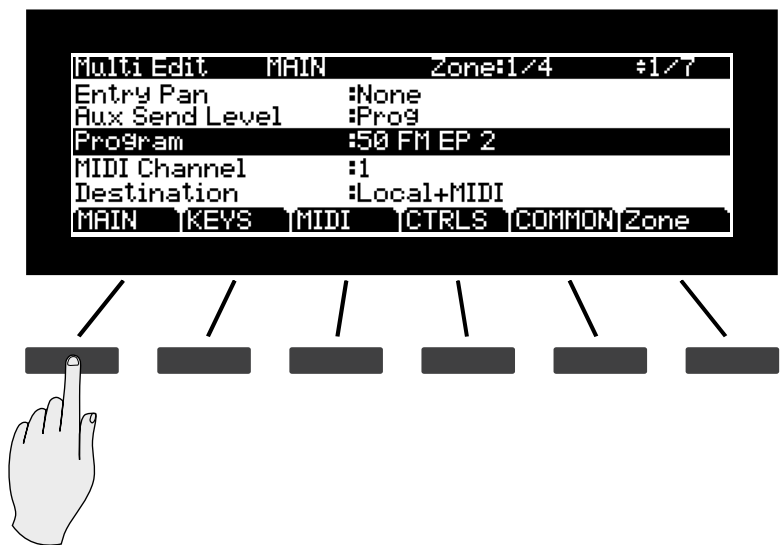 Multi Edit MAIN Zone:1/4 ÷1/7
Entry Pan :None
Aux Send Level :Prog
Program :50 FM EP 2
MIDI Channel :1
Destination :Local+MIDI
MAIN KEYS MIDI CTRLS COMMON Zone